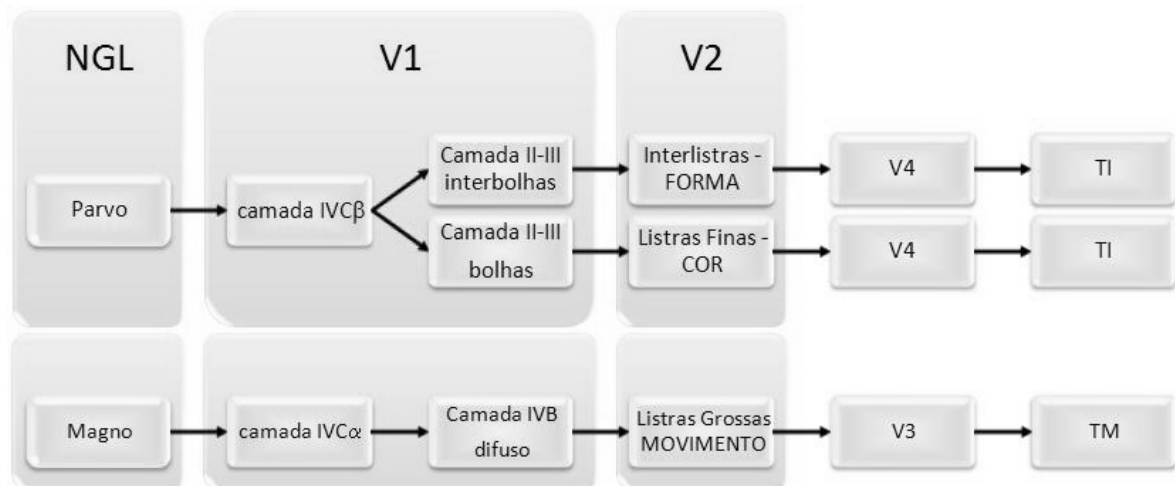 NGL
V1
V2
Parvo
camada IVCβ
Camada II-III
interbolhas
Interlistras -
FORMA
V4
TI
Camada II-III
bolhas
Listras Finas -
COR
V4
TI
Magno
camada IVCα
Camada IVB
difuso
Listras Grossas
MOVIMENTO
V3
TM